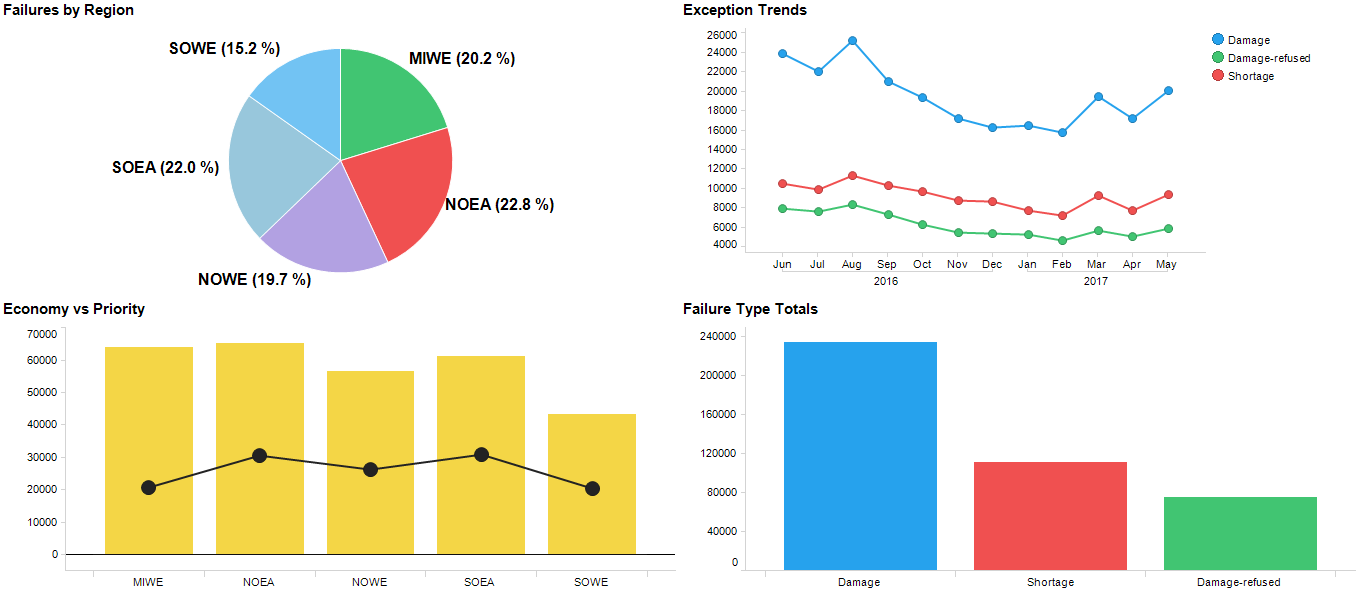 Failures by Region
SOWE (15.2 %)
MIWE (20.2 %)
SOEA (22.0 %)
NOEA (22.8 %)
NOWE (19.7 %)
Exception Trends
26000
24000
22000
20000
18000
16000
14000
12000
10000
8000
6000
4000
Jun Jul Aug Sep Oct Nov Dec Jan Feb Mar Apr May
2016 2017
Damage
Damage-refused
Shortage
Economy vs Priority
70000
60000
50000
40000
30000
20000
10000
0
MIWE NOEA NOWE SOEA SOWE
Failure Type Totals
240000
200000
160000
120000
80000
40000
0
Damage Shortage Damage-refused